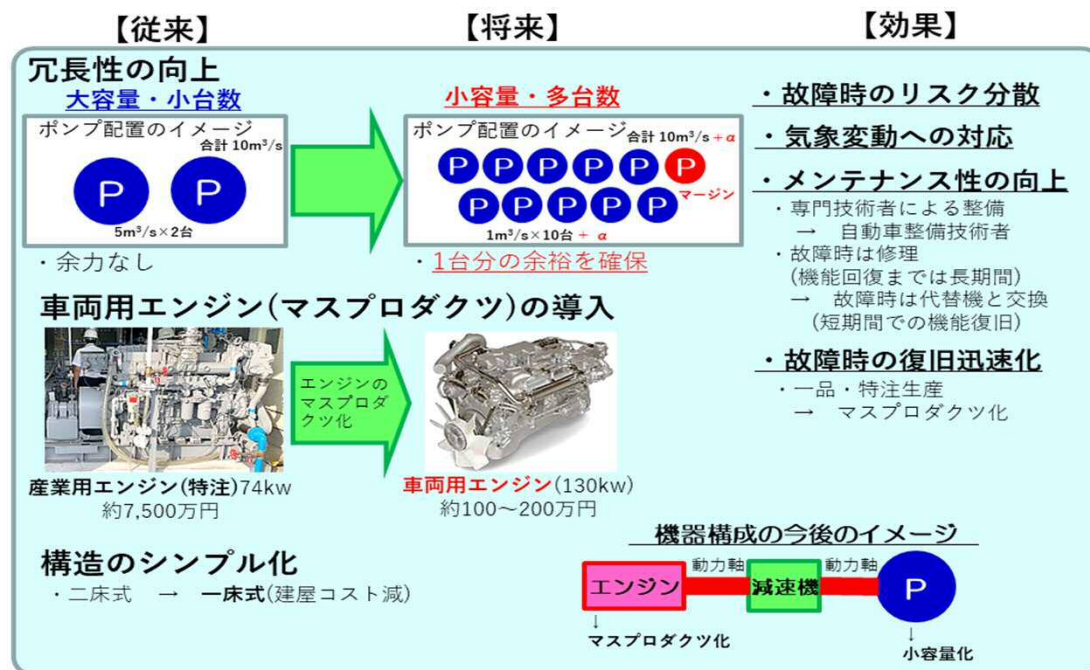 【従来】
【将来】
【効果】
冗長性の向上
大容量・小台数
ポンプ配置のイメージ
合計 10m³/s
P P
5m³/s×2台
・余力なし
小容量・多台数
ポンプ配置のイメージ
合計 10m³/s +α
P P P P P P
マージン
P P P P P
1m³/s×10台 + α
・1台分の余裕を確保
車両用エンジン(マスプロダクツ)の導入
エンジンの
マスプロダ
クツ化
産業用エンジン(特注)74kw
約7,500万円
車両用エンジン(130kw)
約100～200万円
構造のシンプル化
・二床式 → 一床式(建屋コスト減)
・故障時のリスク分散
・気象変動への対応
・メンテナンス性の向上
・専門技術者による整備
→ 自動車整備技術者
・故障時は修理
(機能回復までは長期間)
→ 故障時は代替機と交換
(短期間での機能復旧)
・故障時の復旧迅速化
・一品・特注生産
→ マスプロダクツ化
機器構成の今後のイメージ
エンジン
動力軸
減速機
動力軸
P
↓
マスプロダクツ化
↓
小容量化